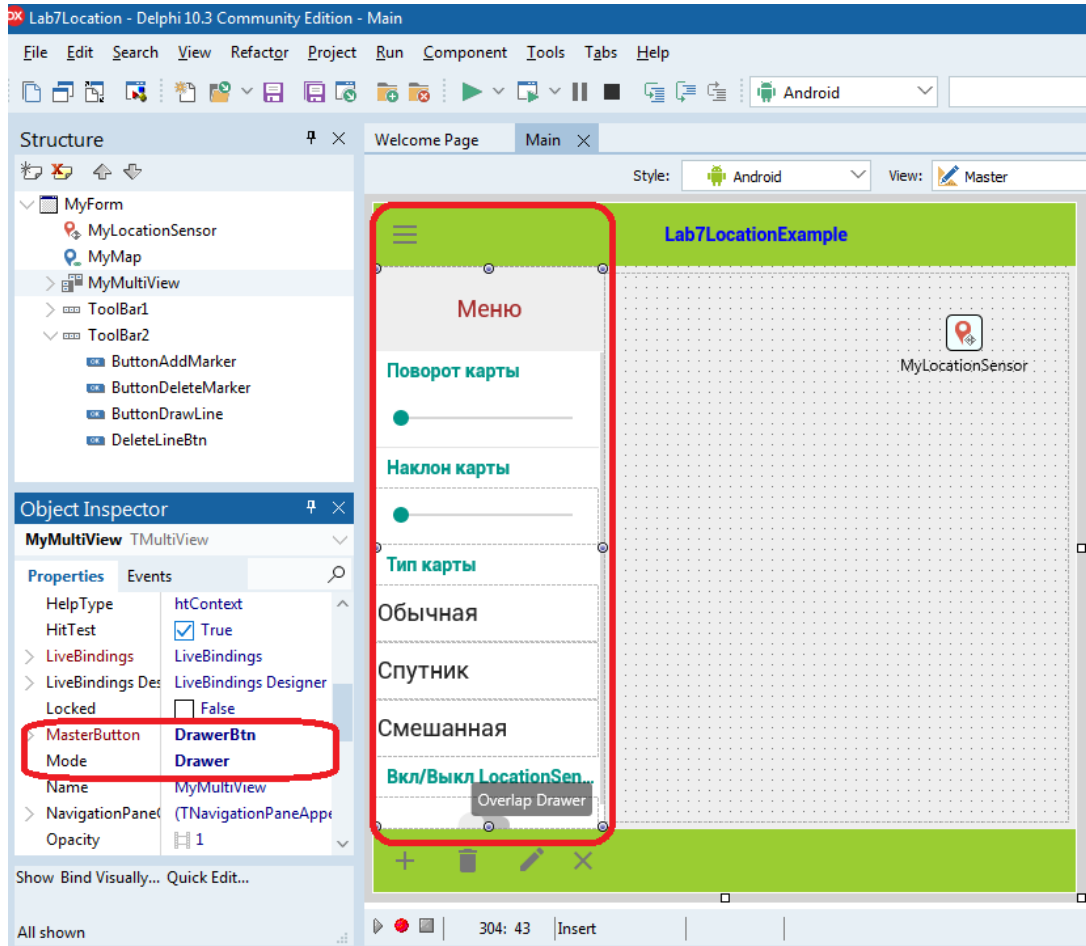 Lab7Location - Delphi 10.3 Community Edition - Main
File Edit Search View Refactor Project Run Component Tools Tabs Help
Android
Structure
MyForm
MyLocationSensor
MyMap
MyMultiView
ToolBar1
ToolBar2
ButtonAddMarker
ButtonDeleteMarker
ButtonDrawLine
DeleteLineBtn
Object Inspector
MyMultiView TMultiView
Properties Events
HelpType htContext
HitTest True
LiveBindings LiveBindings
LiveBindings Des LiveBindings Designer
Locked False
MasterButton DrawerBtn
Mode Drawer
Name MyMultiView
NavigationPane( (TNavigationPaneAppe
Opacity 1
Show Bind Visually... Quick Edit...
All shown
Welcome Page Main
Style: Android View: Master
Lab7LocationExample
Меню
Поворот карты
Наклон карты
Тип карты
Обычная
Спутник
Смешанная
Вкл/Выкл LocationSen...
Overlap Drawer
MyLocationSensor
304: 43 Insert